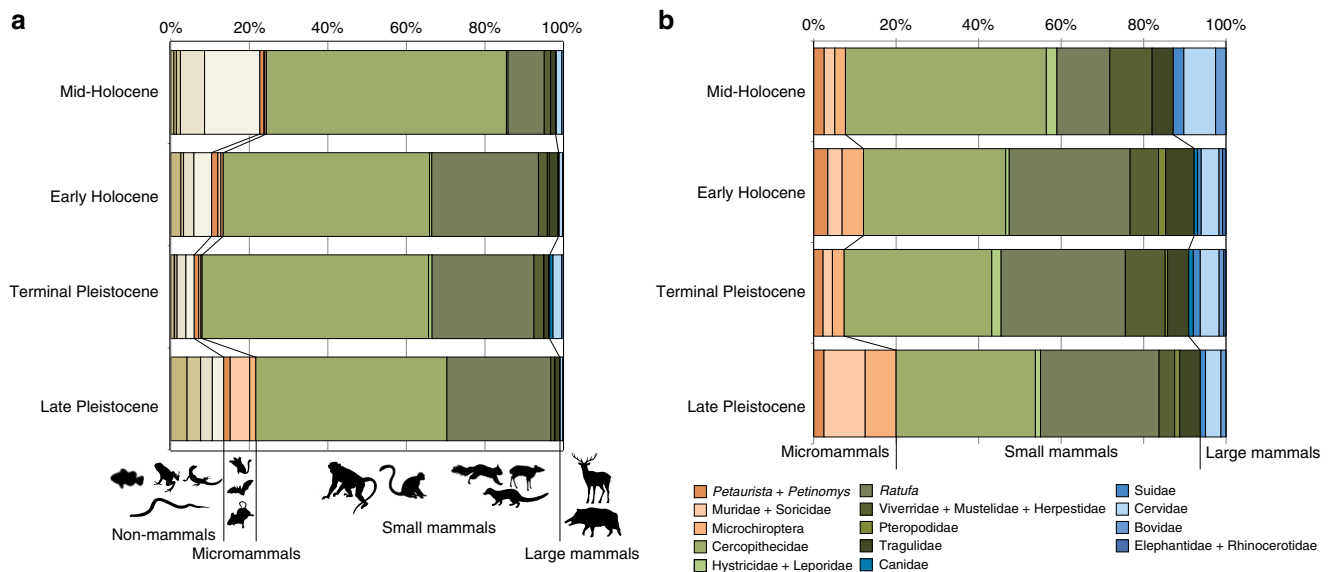 a
0% 20% 40% 60% 80% 100%
Mid-Holocene
Early Holocene
Terminal Pleistocene
Late Pleistocene
Non-mammals
Micromammals
Small mammals
Large mammals
b
0% 20% 40% 60% 80% 100%
Mid-Holocene
Early Holocene
Terminal Pleistocene
Late Pleistocene
Micromammals
Small mammals
Large mammals
Petaurista + Petinomys
Muridae + Soricidae
Microchiroptera
Cercopithecidae
Hystricidae + Leporidae
Ratufa
Viverridae + Mustelidae + Herpestidae
Pteropodidae
Tragulidae
Canidae
Suidae
Cervidae
Bovidae
Elephantidae + Rhinocerotidae